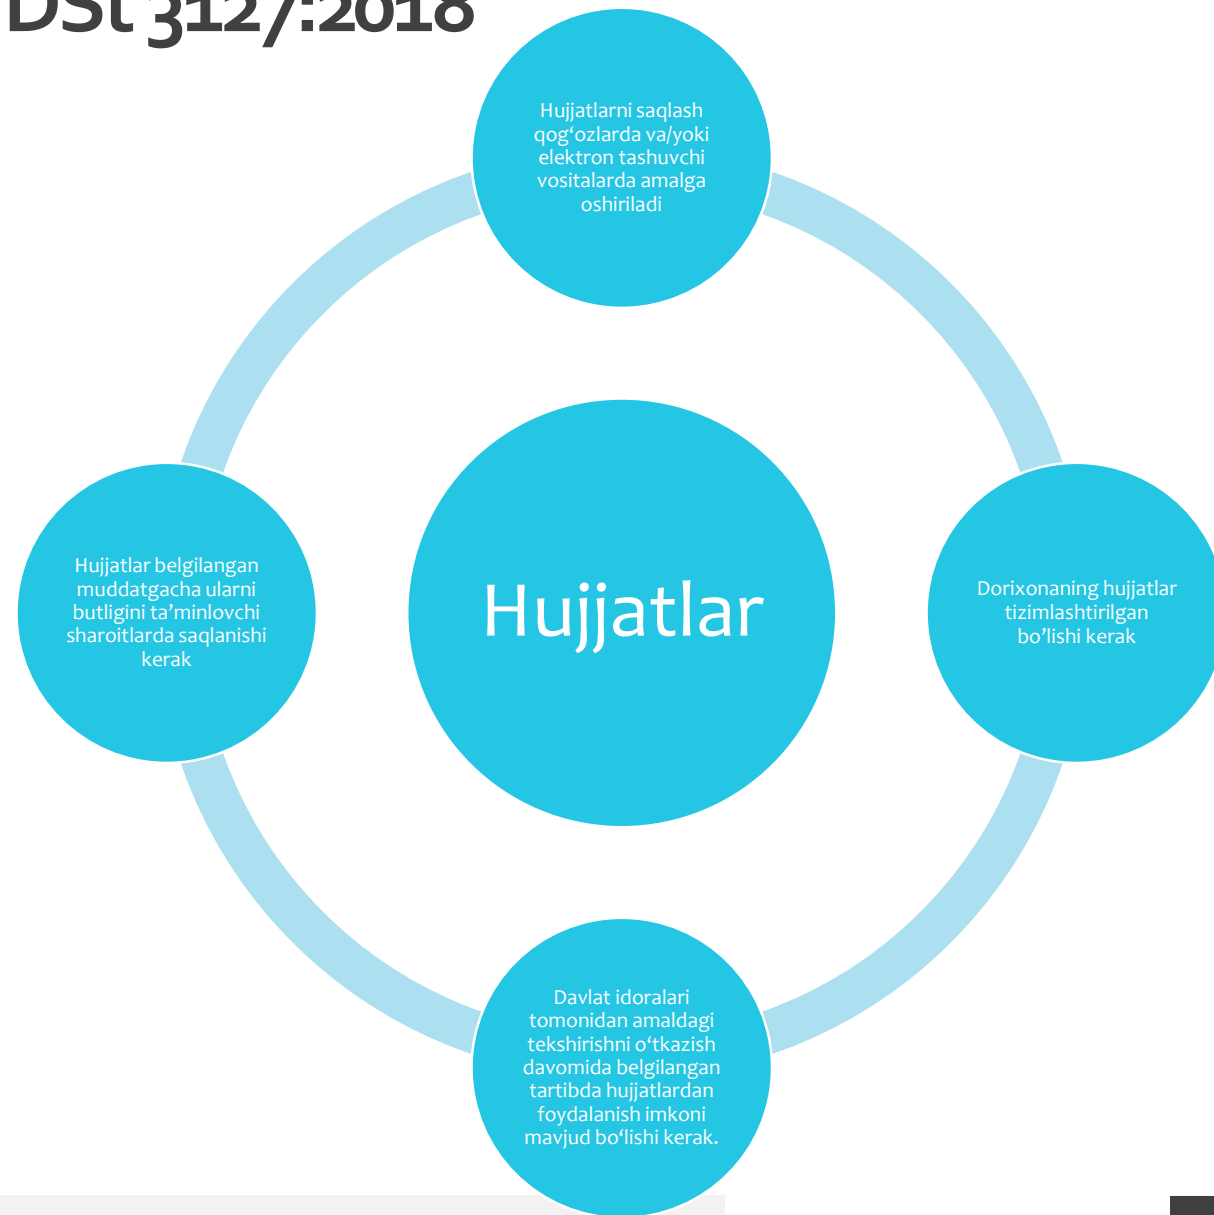 DSt 3127:2018
Hujjatlarni saqlash
qog‘ozlarda va/yoki
elektron tashuvchi
vositalarda amalga
oshiriladi
Hujjatlar belgilangan
muddatgacha ularni
butligini ta’minlovchi
sharoitlarda saqlanishi
kerak
Hujjatlar
Dorixonaning hujjatlar
tizimlashtirilgan
bo’lishi kerak
Davlat idoralari
tomonidan amaldagi
tekshirishni o‘tkazish
davomida belgilangan
tartibda hujjatlardan
foydalanish imkoni
mavjud bo‘lishi kerak.